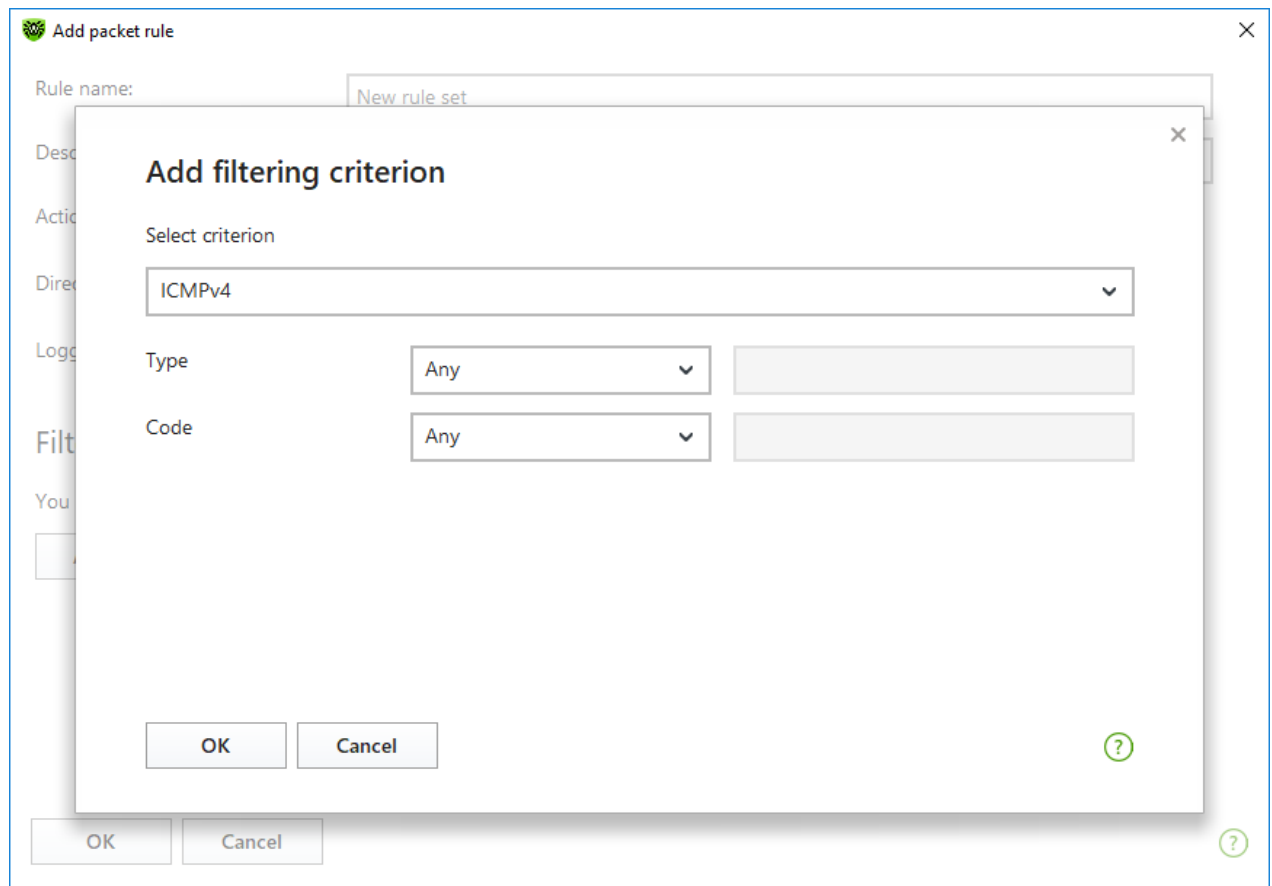 Add packet rule
Rule name:
New rule set
Add filtering criterion
Select criterion
ICMPv4
Type
Any
Code
Any
You
OK
Cancel
?
OK
Cancel
?